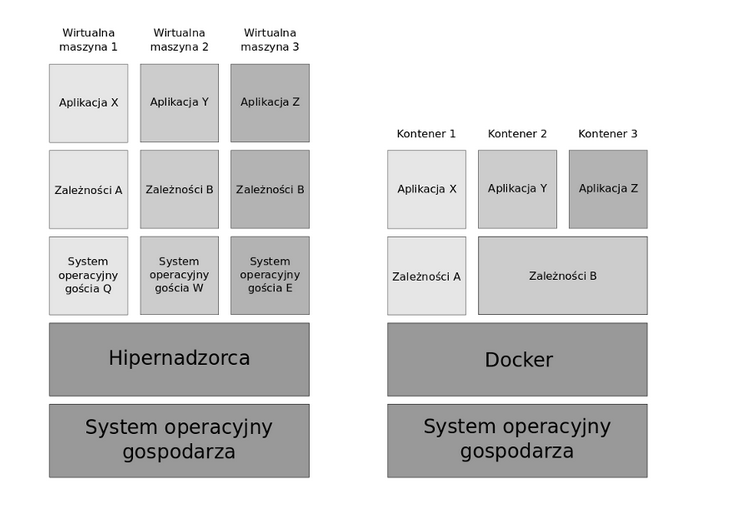 Wirtualna
maszyna 1
Wirtualna
maszyna 2
Wirtualna
maszyna 3
Aplikacja X
Aplikacja Y
Aplikacja Z
Zależności A
Zależności B
Zależności B
System
operacyjny
gościa Q
System
operacyjny
gościa W
System
operacyjny
gościa E
Hipernadzorca
System operacyjny
gospodarza
Kontener 1
Kontener 2
Kontener 3
Aplikacja X
Aplikacja Y
Aplikacja Z
Zależności A
Zależności B
Docker
System operacyjny
gospodarza